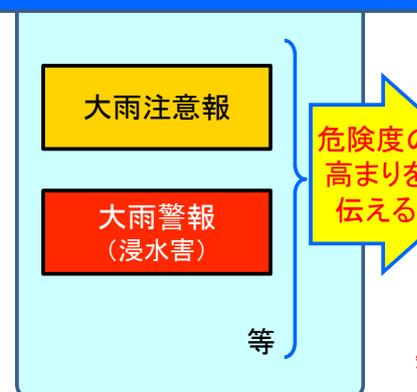 大雨注意報
大雨警報
（浸水害）
等
危険度の
高まりを
伝える